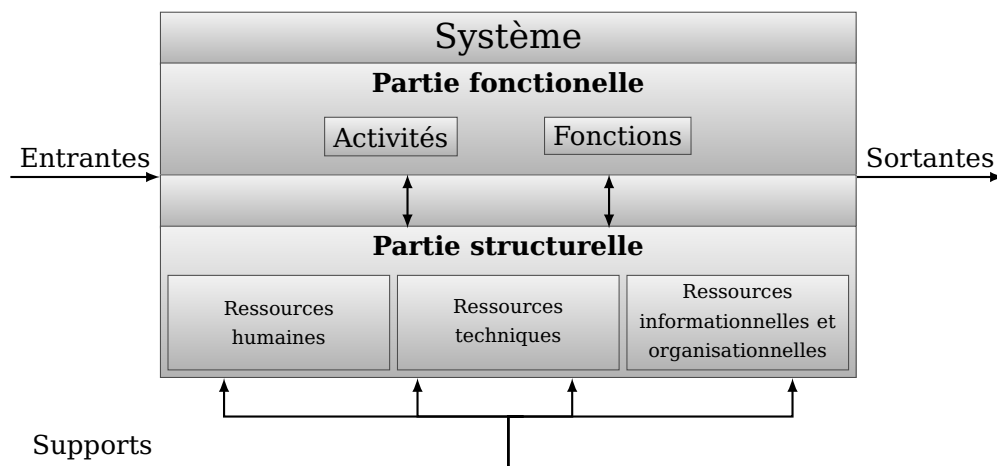 Système
Partie fonctionelle
Activités
Fonctions
Entrantes
Sortantes
Partie structurelle
Ressources
humaines
Ressources
techniques
Ressources
informationnelles et
organisationnelles
Supports